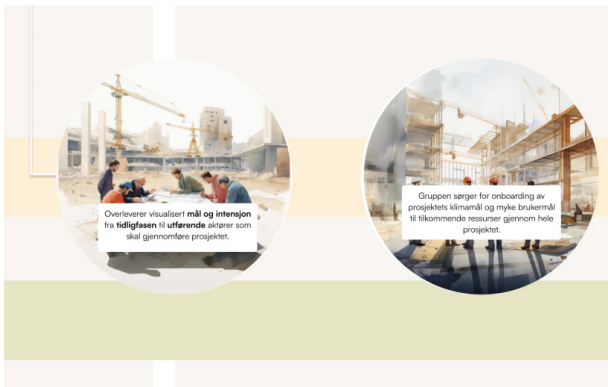 Overleverer visualisert mål og intensjon
fra tidligfasen til utførende aktører som
skal gjennomføre prosjektet.
Gruppen sørger for onboarding av
prosjektets klimamål og myke brukermål
til tilkommende ressurser gjennom hele
prosjektet.